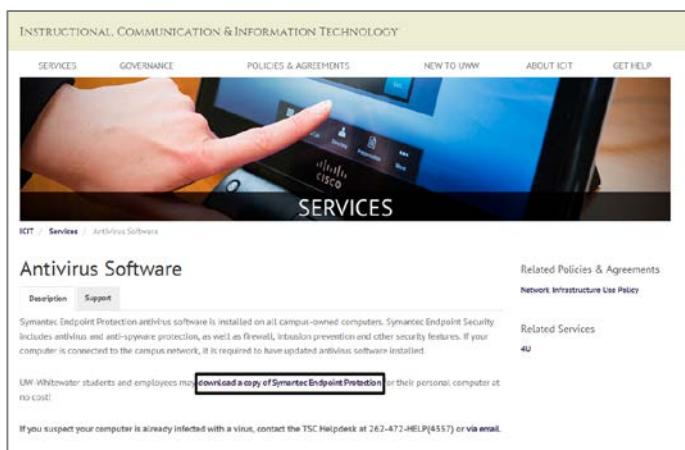 INSTRUCTIONAL, COMMUNICATION & INFORMATION TECHNOLOGY
SERVICES GOVERNANCE POLICIES & AGREEMENTS NEW TO UWW ABOUT ICIT GET HELP
CISCO
SERVICES
ICIT / Services / Antivirus Software
Antivirus Software
Description Support
Symantec Endpoint Protection antivirus software is installed on all campus-owned computers. Symantec Endpoint Security
includes antivirus and anti-spyware protection, as well as firewall, intrusion prevention and other security features. If your
computer is connected to the campus network, it is required to have updated antivirus software installed.
UW-Whitewater students and employees may download a copy of Symantec Endpoint Protection for their personal computer at
no cost!
If you suspect your computer is already infected with a virus, contact the TSC Helpdesk at 262-472-HELP(4357) or via email.
Related Policies & Agreements
Network Infrastructure Use Policy
Related Services
4U